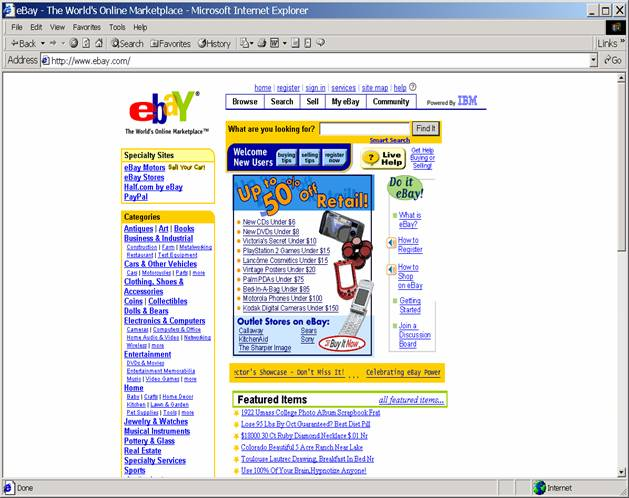 eBay - The World's Online Marketplace - Microsoft Internet Explorer
File Edit View Favorites Tools Help
Back Search Favorites History Links »
Address http://www.ebay.com/ Go
home | register | sign in | services | site map | help ?
Browse Search Sell My eBay Community Powered By IBM
ebaY®
The World's Online Marketplace™
What are you looking for? Find It
Smart Search
Welcome New Users
buying tips selling tips register now
? Live Help
Get Help Buying or Selling!
Specialty Sites
eBay Motors Sell Your Car!
eBay Stores
Half.com by eBay
PayPal
Categories
Antiques | Art | Books
Business & Industrial
Construction | Farm | Metalworking
Restaurant | Test Equipment
Cars & Other Vehicles
Cars | Motorcycles | Parts | more
Clothing, Shoes &
Accessories
Coins | Collectibles
Dolls & Bears
Electronics & Computers
Cameras | Computers & Office
Home Audio & Video | Networking
Wireless | more
Entertainment
DVDs & Movies
Entertainment Memorabilia
Music | Video Games | more
Home
Baby | Crafts | Home Decor
Kitchen | Lawn & Garden
Pet Supplies | Tools | more
Jewelry & Watches
Musical Instruments
Pottery & Glass
Real Estate
Specialty Services
Sports
Up to 50% Off Retail!
New CDs Under $6
New DVDs Under $8
Victoria's Secret Under $10
PlayStation 2 Games Under $15
Lancôme Cosmetics Under $15
Vintage Posters Under $20
Palm PDAs Under $75
Bed-In-A-Bag Under $85
Motorola Phones Under $100
Kodak Digital Cameras Under $150
Outlet Stores on eBay:
Callaway Sears
KitchenAid Sony
The Sharper Image
Buy It Now
Do it eBay!
What is eBay?
How to Register
How to Shop on eBay
Getting Started
Join a Discussion Board
ctor's Showcase - Don't Miss It! ... Celebrating eBay Power
Featured Items all featured items...
1922 Umass College Photo Album Scrapbook Frat
Lose 95 Lbs By Oct Guaranteed? Best Diet Pill
$18000 30 Ct Ruby Diamond Necklace $.01 Nr
Colorado Beautiful 5 Acre Ranch Near Lake
Toulouse Lautrec Drawing, Breakfast In Bed Nr
Use 100% Of Your Brain,Hypnotize Anyone!
Done Internet